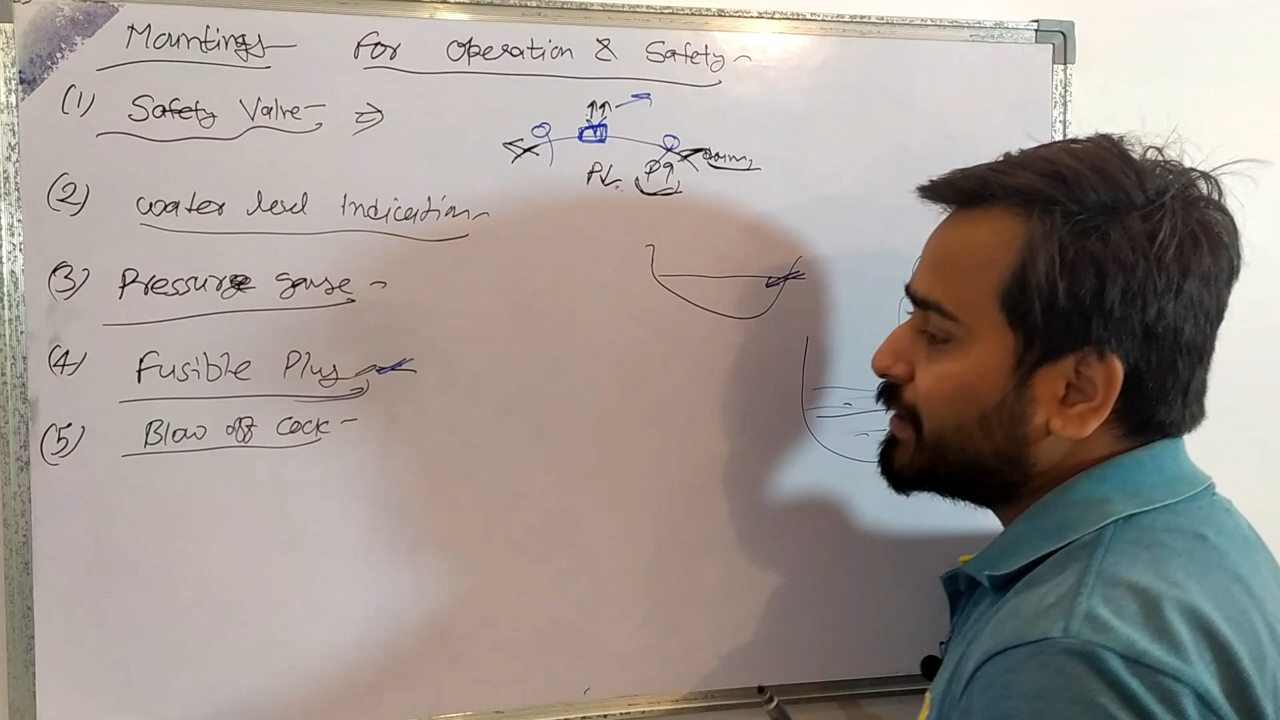 Mountings For Operation & Safety
(1) Safety Valve ⇒
P↓ P↑
(2) water level Indication
(3) Pressure gauge
(4) Fusible Plug
(5) Blow off Cock